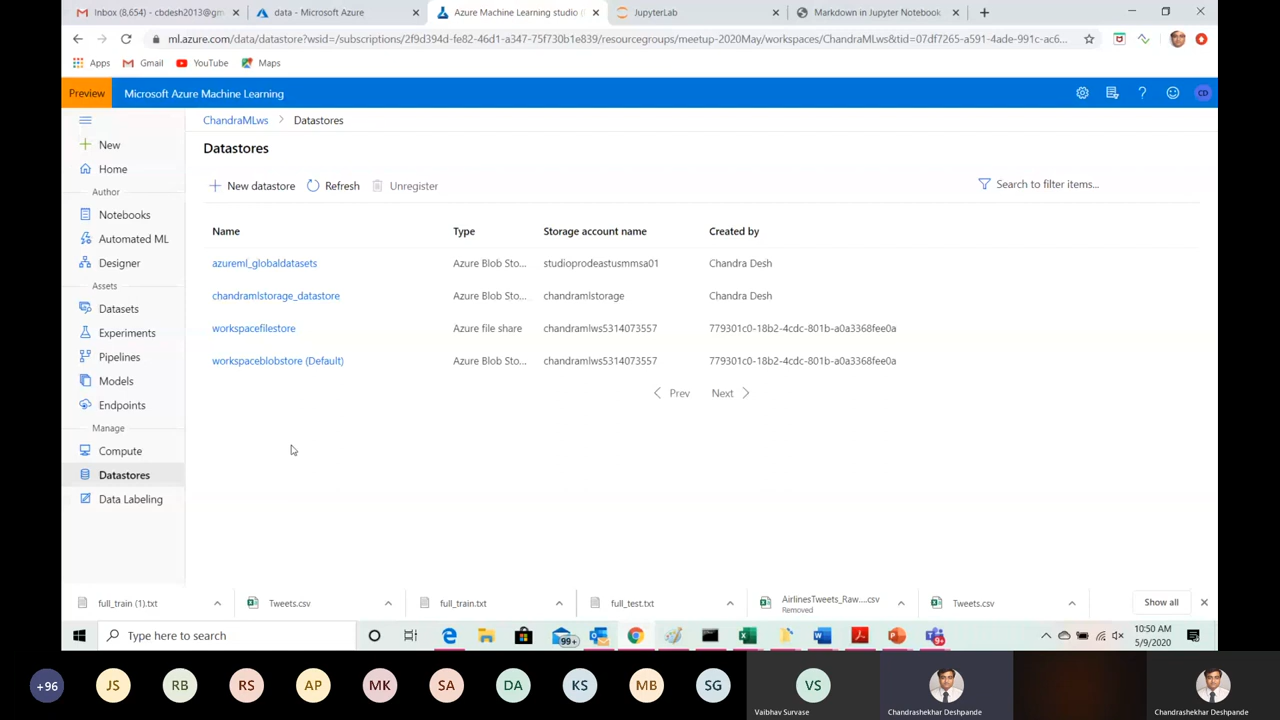 Inbox (8,654) - cbdesh2013@gm
data - Microsoft Azure
Azure Machine Learning studio (
JupyterLab
Markdown in Jupyter Notebook
ml.azure.com/data/datastore?wsid=/subscriptions/2f9d394d-fe82-46d1-a347-75f730b1e839/resourcegroups/meetup-2020May/workspaces/ChandraMLws&tid=07df7265-a591-4ade-991c-ac6...
Apps
Gmail
YouTube
Maps
Preview
Microsoft Azure Machine Learning
CD
ChandraMLws > Datastores
New
Home
Author
Notebooks
Automated ML
Designer
Assets
Datasets
Experiments
Pipelines
Models
Endpoints
Manage
Compute
Datastores
Data Labeling
Datastores
New datastore
Refresh
Unregister
Search to filter items...
Name Type Storage account name Created by
azureml_globaldatasets Azure Blob Sto... studioprodeastusmmsa01 Chandra Desh
chandramlstorage_datastore Azure Blob Sto... chandramlstorage Chandra Desh
workspacefilestore Azure file share chandramlws5314073557 779301c0-18b2-4cdc-801b-a0a3368fee0a
workspaceblobstore (Default) Azure Blob Sto... chandramlws5314073557 779301c0-18b2-4cdc-801b-a0a3368fee0a
Prev Next
full_train (1).txt
Tweets.csv
full_train.txt
full_test.txt
AirlinesTweets_Raw....csv
Removed
Tweets.csv
Show all
Type here to search
99+
9+
10:50 AM
5/9/2020
+96
JS
RB
RS
AP
MK
SA
DA
KS
MB
SG
VS
Vaibhav Survase
Chandrashekhar Deshpande
Chandrashekhar Deshpande